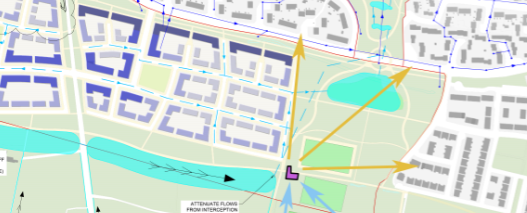 ATTENUATE FLOWS
FROM INTERCEPTION